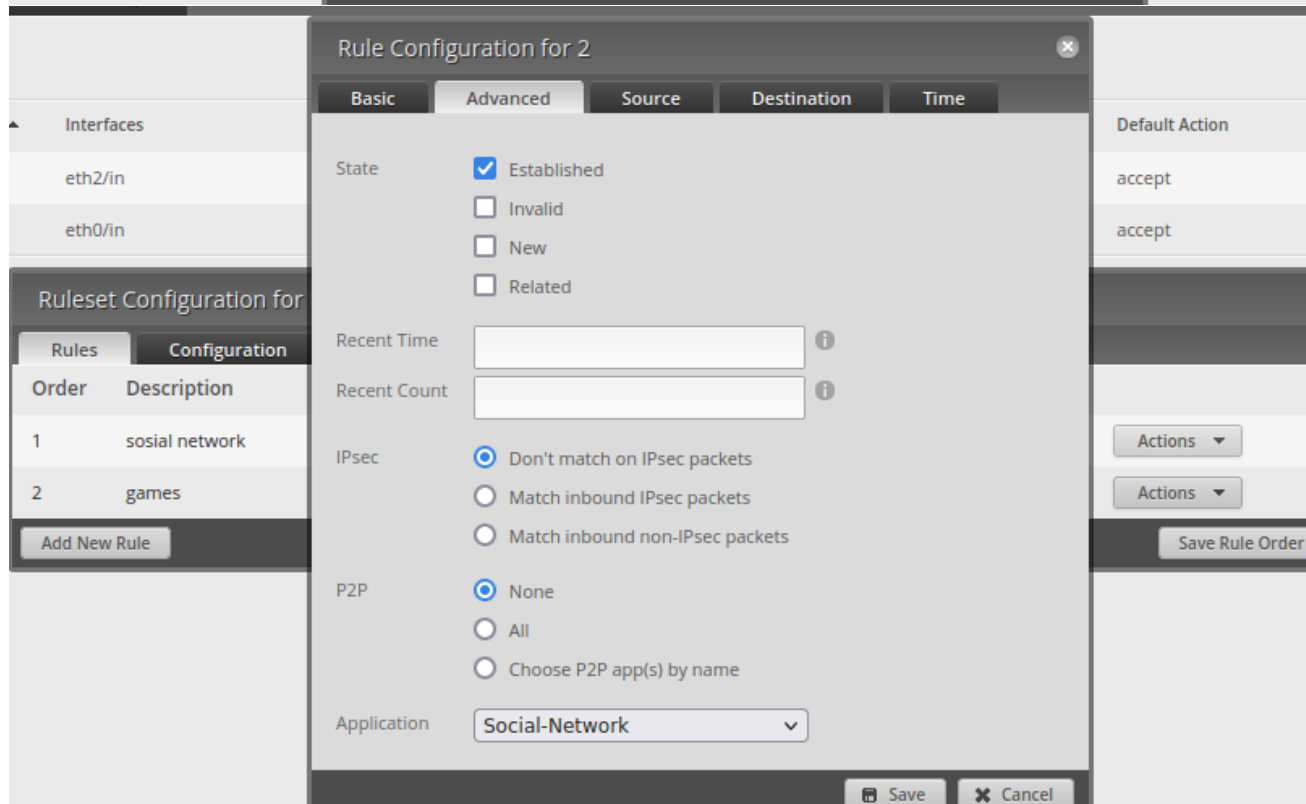 Rule Configuration for 2
Basic Advanced Source Destination Time
Interfaces
Default Action
eth2/in
accept
eth0/in
accept
State
Established
Invalid
New
Related
Ruleset Configuration for
Rules Configuration
Order Description
1 sosial network Actions
2 games Actions
Add New Rule
Save Rule Order
Recent Time
Recent Count
IPsec
Don't match on IPsec packets
Match inbound IPsec packets
Match inbound non-IPsec packets
P2P
None
All
Choose P2P app(s) by name
Application Social-Network
Save Cancel